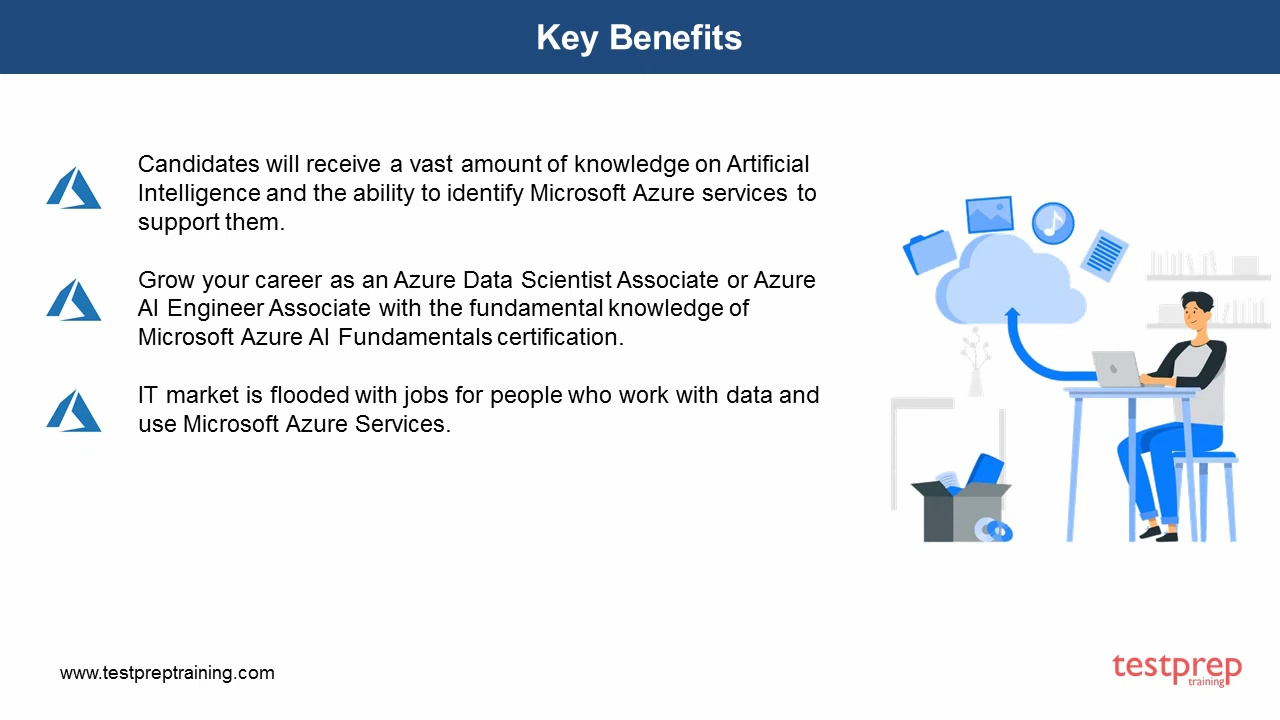 Key Benefits
Candidates will receive a vast amount of knowledge on Artificial
Intelligence and the ability to identify Microsoft Azure services to
support them.
Grow your career as an Azure Data Scientist Associate or Azure
AI Engineer Associate with the fundamental knowledge of
Microsoft Azure AI Fundamentals certification.
IT market is flooded with jobs for people who work with data and
use Microsoft Azure Services.
www.testpreptraining.com
testprep
training